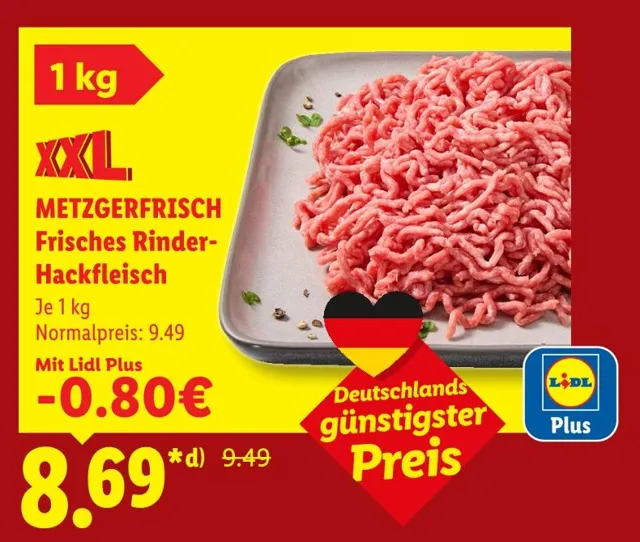 1 kg
XXL
METZGERFRISCH
Frisches Rinder-
Hackfleisch
Je 1 kg
Normalpreis: 9.49
Mit Lidl Plus
-0.80€
8.69*d) 9.49
Deutschlands
günstigster
Preis
LIDL
Plus